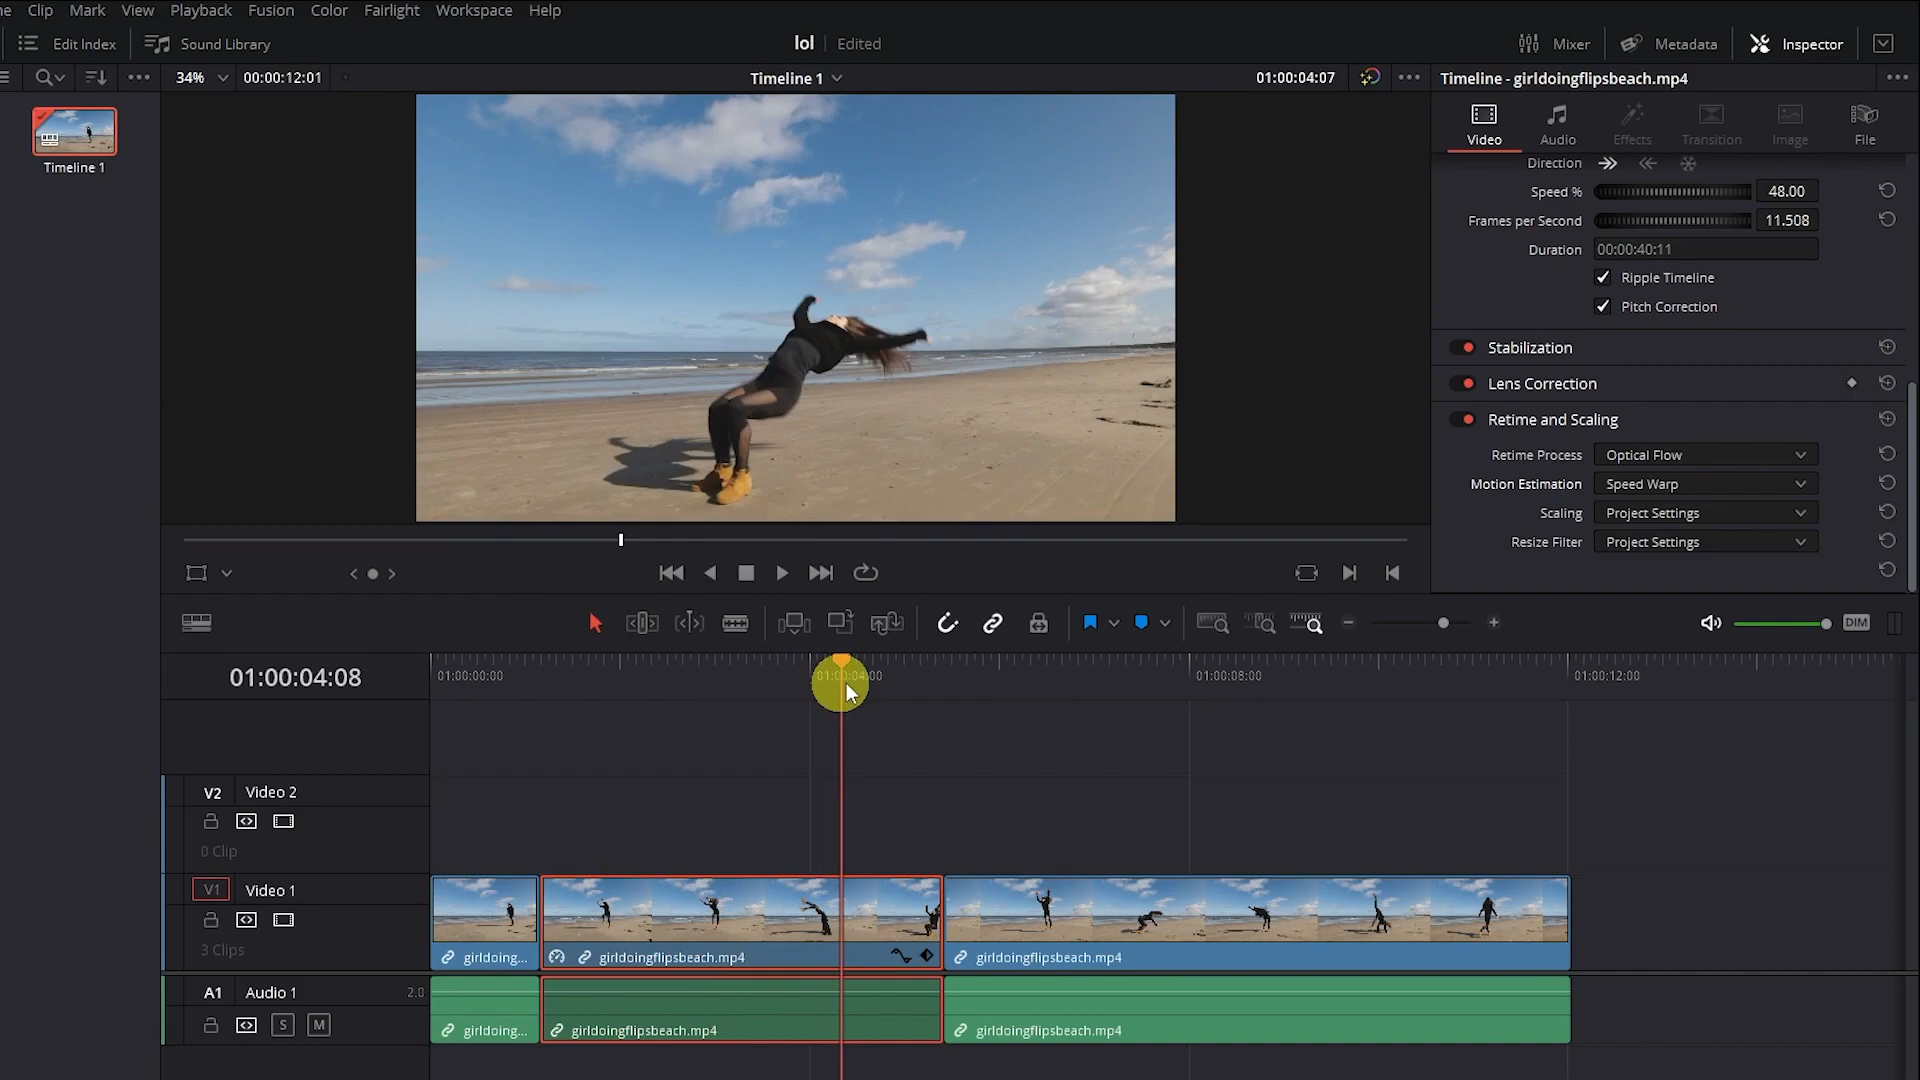 ne Clip Mark View Playback Fusion Color Fairlight Workspace Help
Edit Index Sound Library lol Edited Mixer Metadata Inspector
34% 00:00:12:01 Timeline 1 01:00:04:07 Timeline - girldoingflipsbeach.mp4
Video Audio Effects Transition Image File
Timeline 1
Direction
Speed % 48.00
Frames per Second 11.508
Duration 00:00:40:11
Ripple Timeline
Pitch Correction
Stabilization
Lens Correction
Retime and Scaling
Retime Process Optical Flow
Motion Estimation Speed Warp
Scaling Project Settings
Resize Filter Project Settings
DIM
01:00:04:08 01:00:00:00 01:00:04:00 01:00:08:00 01:00:12:00
V2 Video 2
0 Clip
V1 Video 1
3 Clips
girldoing... girldoingflipsbeach.mp4 girldoingflipsbeach.mp4
A1 Audio 1 2.0
S M
girldoing... girldoingflipsbeach.mp4 girldoingflipsbeach.mp4